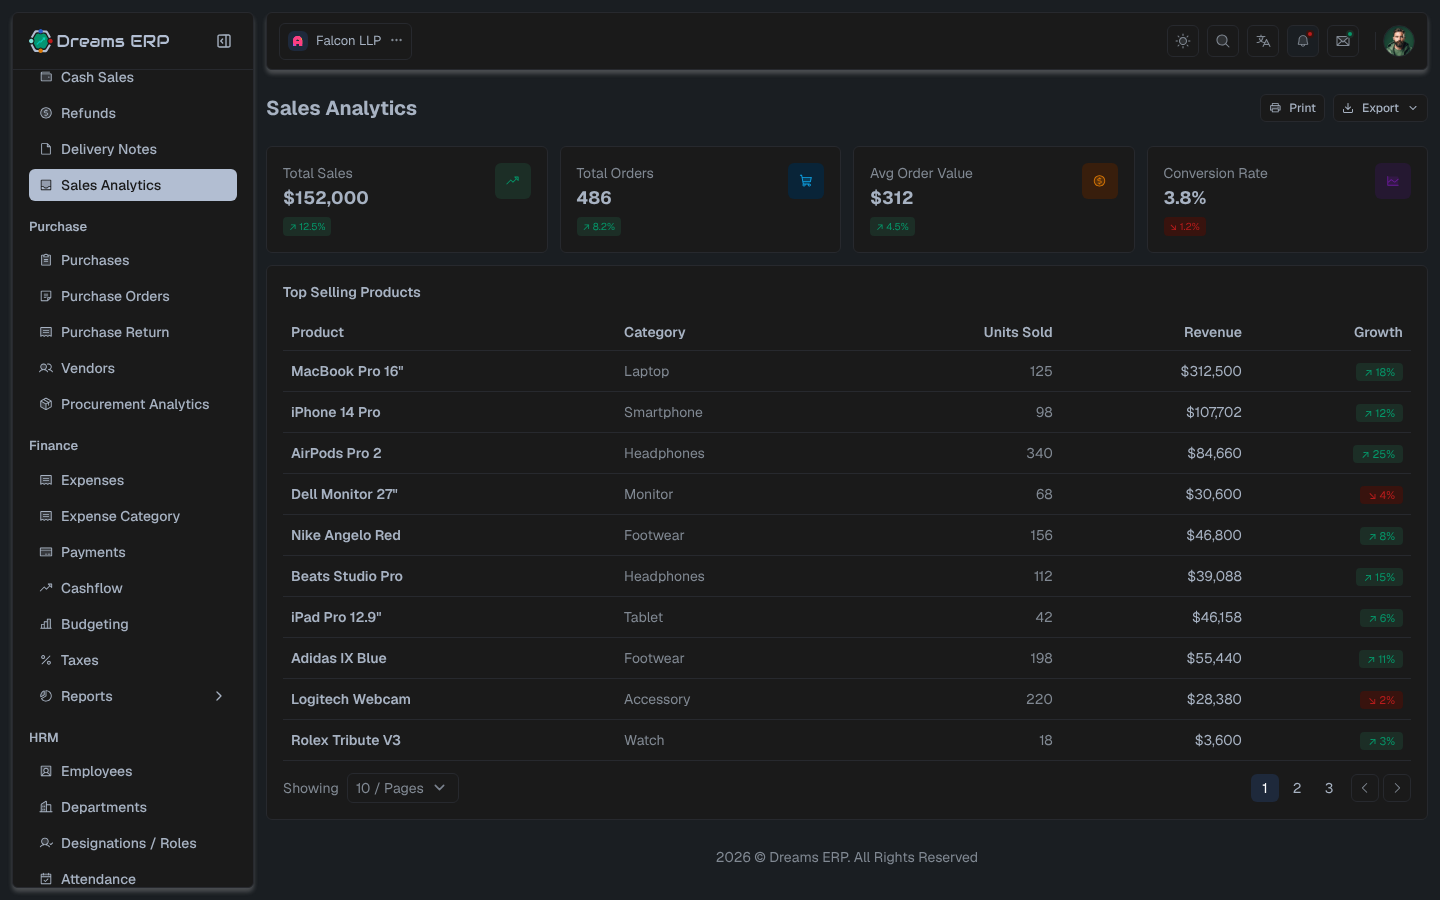 Dreams ERP
Cash Sales
Refunds
Delivery Notes
Sales Analytics
Purchase
Purchases
Purchase Orders
Purchase Return
Vendors
Procurement Analytics
Finance
Expenses
Expense Category
Payments
Cashflow
Budgeting
Taxes
Reports
HRM
Employees
Departments
Designations / Roles
Attendance
Falcon LLP
Sales Analytics
Print
Export
Total Sales
$152,000
12.5%
Total Orders
486
8.2%
Avg Order Value
$312
4.5%
Conversion Rate
3.8%
1.2%
Top Selling Products
Product Category Units Sold Revenue Growth
MacBook Pro 16" Laptop 125 $312,500 18%
iPhone 14 Pro Smartphone 98 $107,702 12%
AirPods Pro 2 Headphones 340 $84,660 25%
Dell Monitor 27" Monitor 68 $30,600 4%
Nike Angelo Red Footwear 156 $46,800 8%
Beats Studio Pro Headphones 112 $39,088 15%
iPad Pro 12.9" Tablet 42 $46,158 6%
Adidas IX Blue Footwear 198 $55,440 11%
Logitech Webcam Accessory 220 $28,380 2%
Rolex Tribute V3 Watch 18 $3,600 3%
Showing 10 / Pages 1 2 3
2026 © Dreams ERP. All Rights Reserved